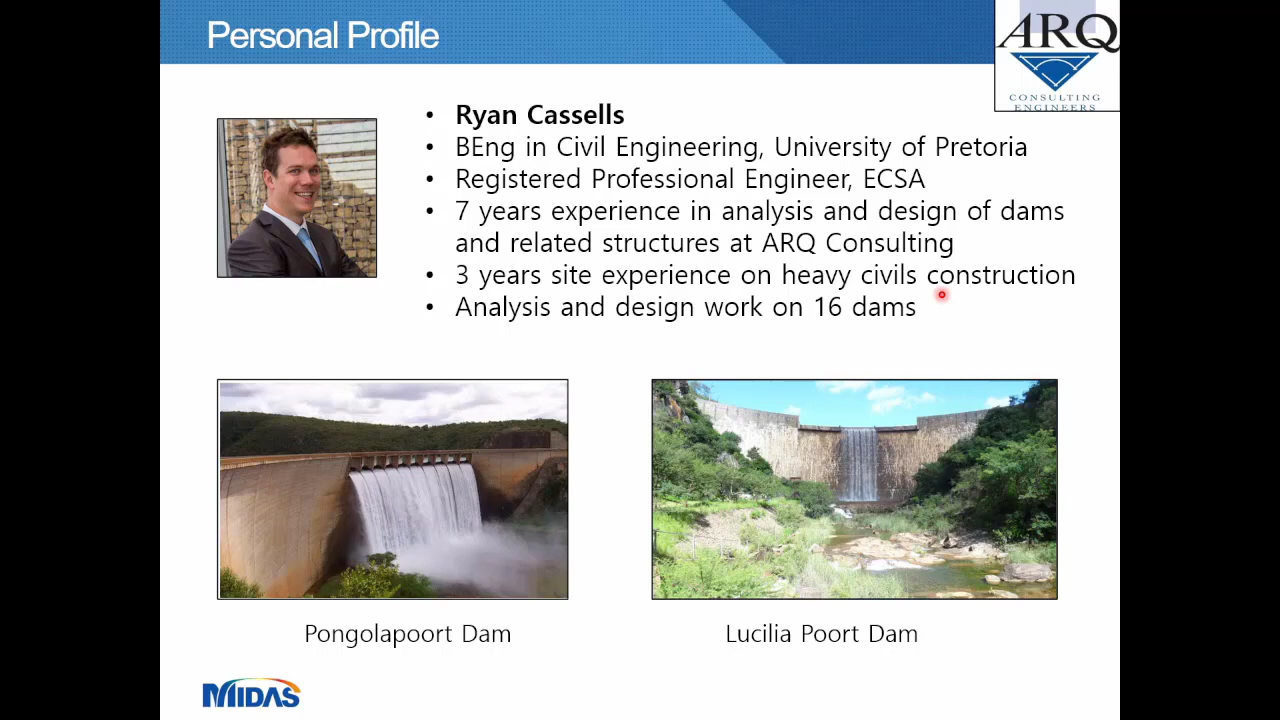 Personal Profile
ARQ
CONSULTING
ENGINEERS
• Ryan Cassells
• BEng in Civil Engineering, University of Pretoria
• Registered Professional Engineer, ECSA
• 7 years experience in analysis and design of dams
and related structures at ARQ Consulting
• 3 years site experience on heavy civils construction
• Analysis and design work on 16 dams
Pongolapoort Dam
Lucilia Poort Dam
MIDAS